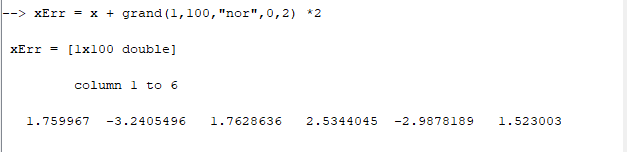 --> xErr = x + grand(1,100,"nor",0,2) *2
xErr = [1x100 double]
column 1 to 6
1.759967 -3.2405496 1.7628636 2.5344045 -2.9878189 1.523003